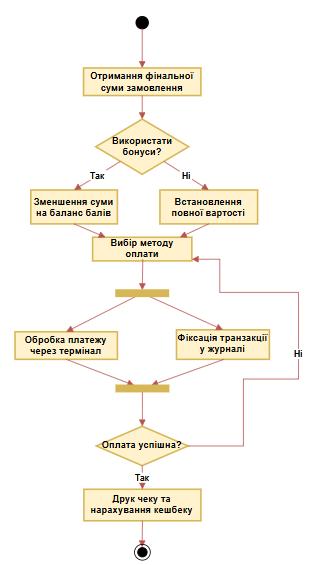 Отримання фінальної
суми замовлення
Використати
бонуси?
Так
Ні
Зменшення суми
на баланс балів
Встановлення
повної вартості
Вибір методу
оплати
Обробка платежу
через термінал
Фіксація транзакції
у журналі
Ні
Оплата успішна?
Так
Друк чеку та
нарахування кешбеку